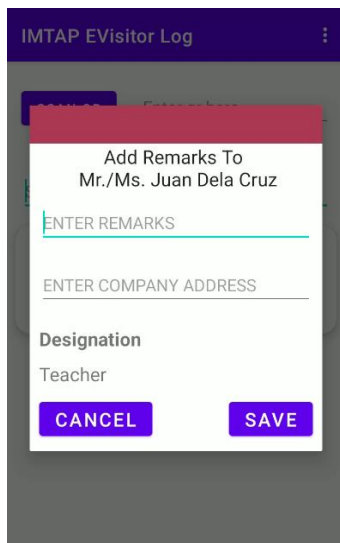 IMTAP EVisitor Log
Add Remarks To
Mr./Ms. Juan Dela Cruz
ENTER REMARKS
ENTER COMPANY ADDRESS
Designation
Teacher
CANCEL SAVE